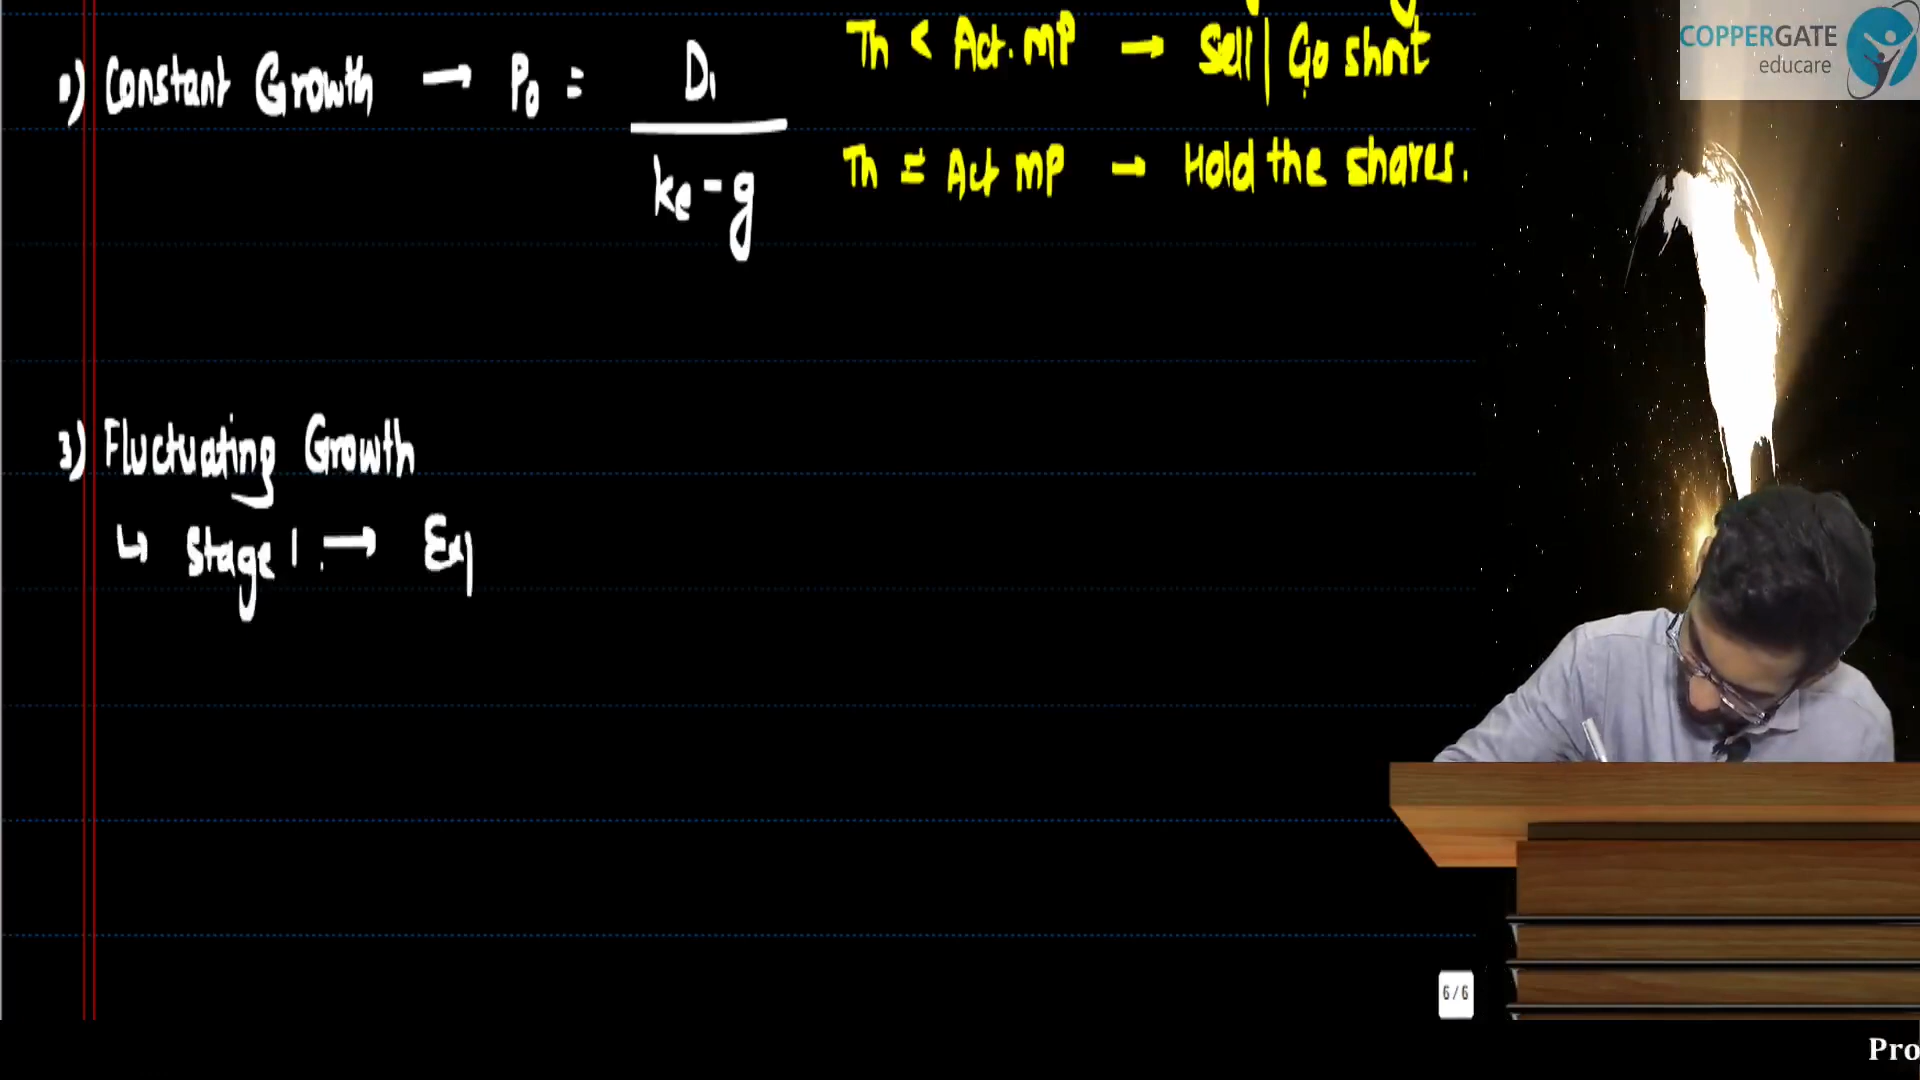 Th < Act. MP → Sell | Go short
2) Constant Growth → P0 = D1 / ke - g
Th = Act MP → Hold the shares.
3) Fluctuating Growth
↳ Stage 1 → Eq
COPPERGATE
educare
6/6
Pro